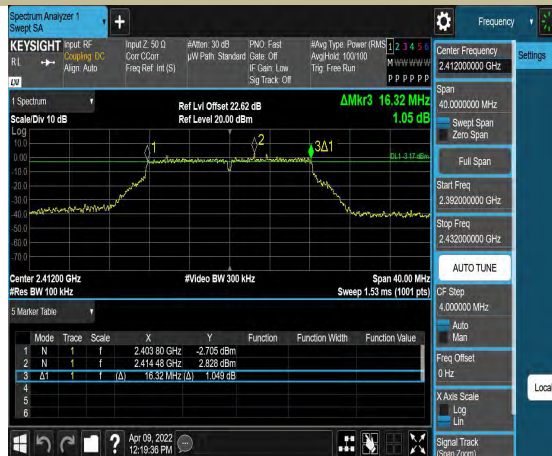 Spectrum Analyzer 1
Swept SA
Frequency
KEYSIGHT Input: RF Input Z: 50 Ω #Atten: 30 dB PNO: Fast #Avg Type: Power (RMS 1 2 3 4 5 6
RL Coupling: DC Corr CCorr µW Path: Standard Gate: Off Avg|Hold: 100/100 M W W W W W
Align: Auto Freq Ref: Int (S) IF Gain: Low Trig: Free Run
LXI Sig Track: Off P P P P P P
1 Spectrum Ref Lvl Offset 22.62 dB ΔMkr3 16.32 MHz
Scale/Div 10 dB Ref Level 20.00 dBm 1.05 dB
Log
10.0
0.00
-10.0
-20.0
-30.0
-40.0
-50.0
-60.0
-70.0
1
2
3Δ1
DL1 -3.17 dBm
Center 2.41200 GHz #Video BW 300 kHz Span 40.00 MHz
#Res BW 100 kHz Sweep 1.53 ms (1001 pts)
5 Marker Table
Mode Trace Scale X Y Function Function Width Function Value
1 N 1 f 2.403 80 GHz -2.705 dBm
2 N 1 f 2.414 48 GHz 2.828 dBm
3 Δ1 1 f (Δ) 16.32 MHz (Δ) 1.049 dB
4
5
6
? Apr 09, 2022
12:19:36 PM
Center Frequency
2.412000000 GHz
Settings
Span
40.0000000 MHz
Swept Span
Zero Span
Full Span
Start Freq
2.392000000 GHz
Stop Freq
2.432000000 GHz
AUTO TUNE
CF Step
4.000000 MHz
Auto
Man
Freq Offset
0 Hz
Local
X Axis Scale
Log
Lin
Signal Track
(Span Zoom)